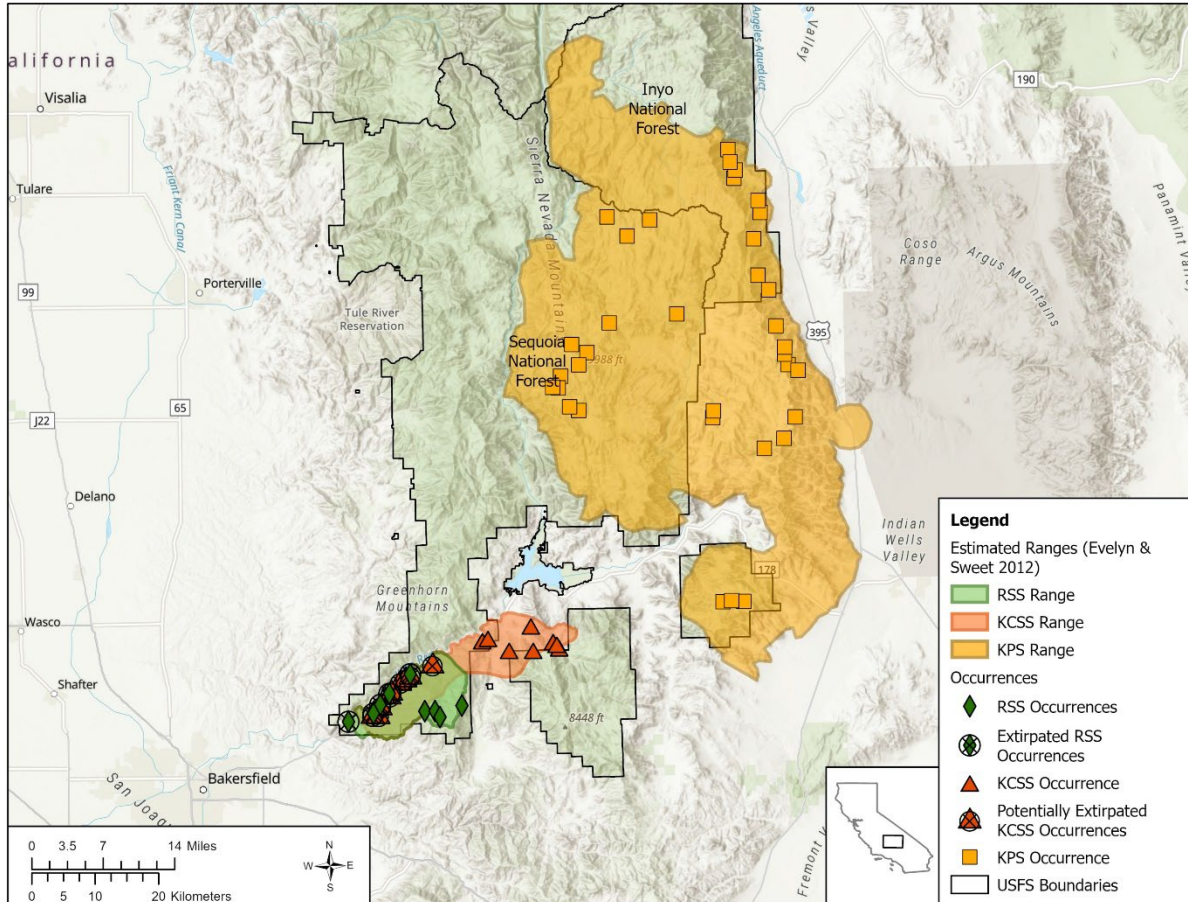 alifornia
Visalia
Tulare
Friant Kern Canal
99
Porterville
Tule River
Reservation
65
J22
Delano
Wasco
Shafter
Bakersfield
San Joaqu
Greenhorn
Mountains
Sierra Nevada Mountain
Sequoia
National
Forest
9988 ft
Inyo
National
Forest
Angeles Aqueduct
s Valley
190
Coso
Range
Argus Mountains
Panamint Valley
395
Indian
Wells
Valley
178
8448 ft
Fremont V
Legend
Estimated Ranges (Evelyn &
Sweet 2012)
RSS Range
KCSS Range
KPS Range
Occurrences
RSS Occurrences
Extirpated RSS
Occurrences
KCSS Occurrence
Potentially Extirpated
KCSS Occurrences
KPS Occurrence
USFS Boundaries
0 3.5 7 14 Miles
0 5 10 20 Kilometers
N
W E
S